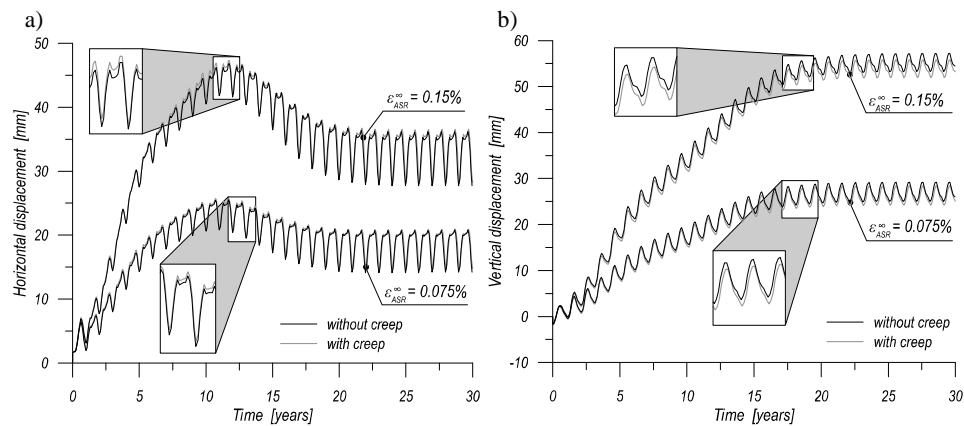 a)
50
40
30
20
10
0
Horizontal displacement [mm]
ε∞ASR = 0.15%
ε∞ASR = 0.075%
without creep
with creep
0 5 10 15 20 25 30
Time [years]
b)
60
50
40
30
20
10
0
-10
Vertical displacement [mm]
ε∞ASR = 0.15%
ε∞ASR = 0.075%
without creep
with creep
0 5 10 15 20 25 30
Time [years]